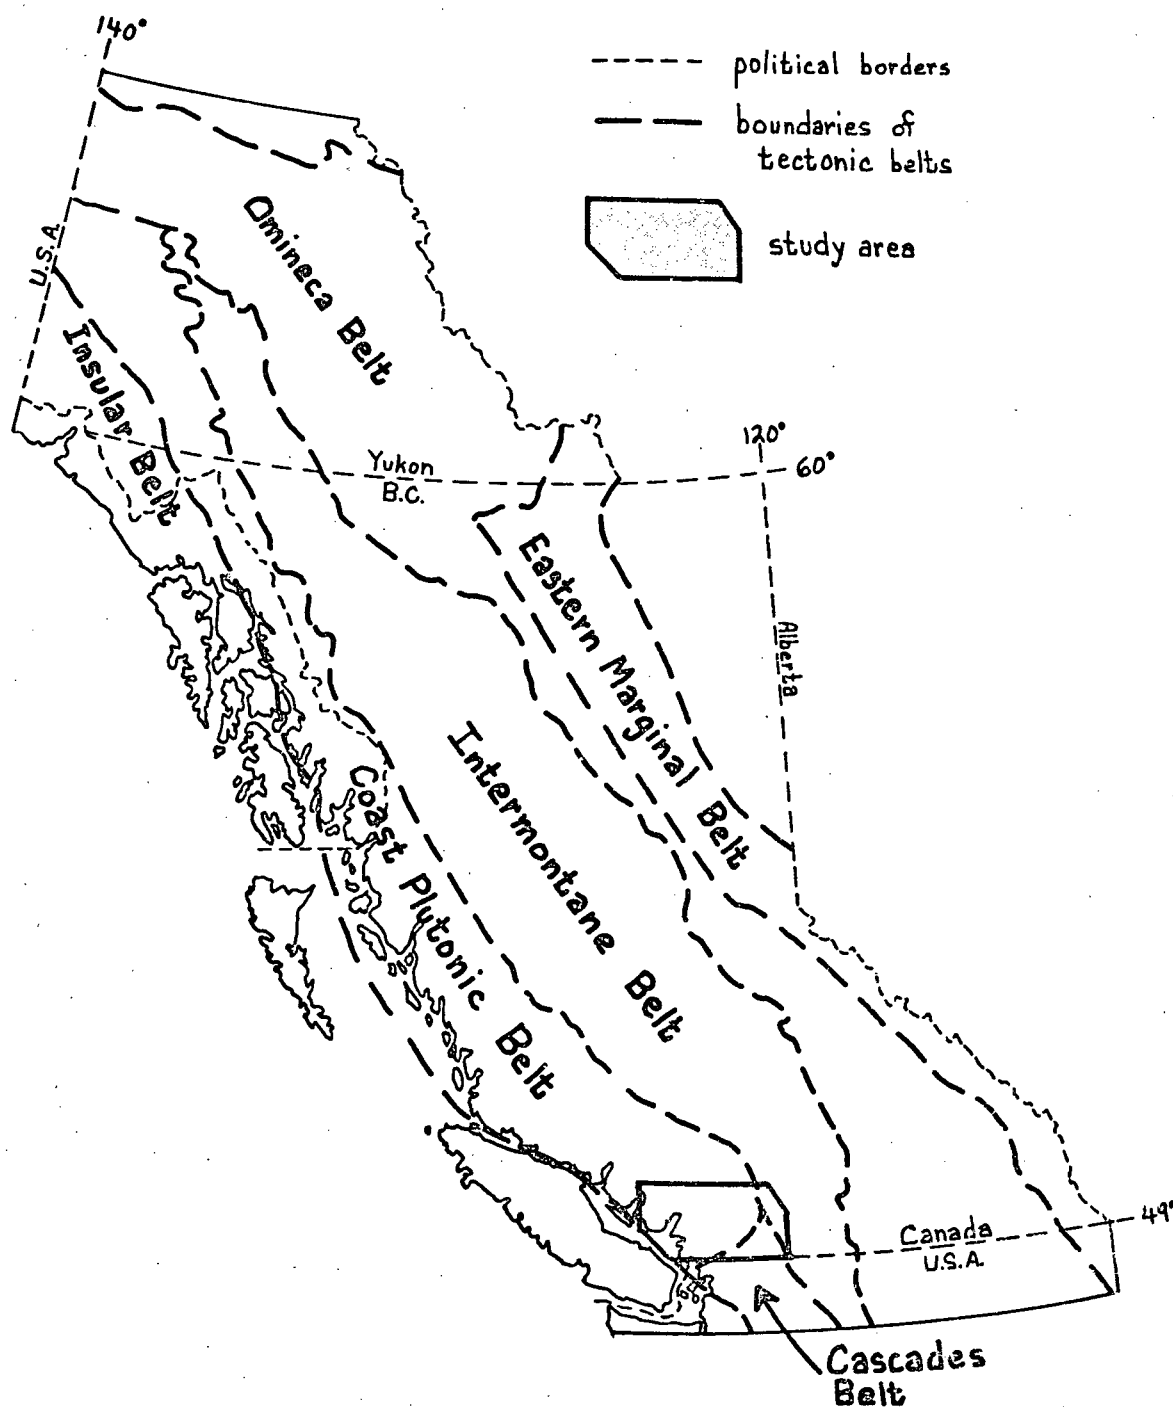 140°
political borders
boundaries of
tectonic belts
study area
U.S.A.
Omineca Belt
Insular Belt
120°
60°
Yukon
B.C.
Eastern Marginal Belt
Alberta
Intermontane Belt
Coast Plutonic Belt
49°
Canada
U.S.A.
Cascades
Belt